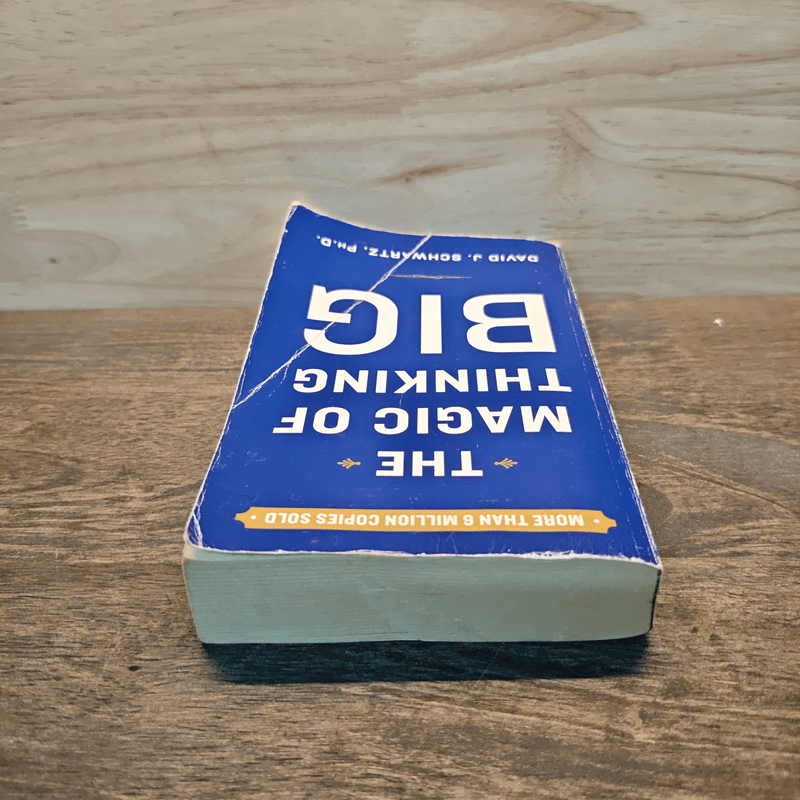 MORE THAN 6 MILLION COPIES SOLD
THE
MAGIC OF
THINKING
BIG
DAVID J. SCHWARTZ, PH.D.